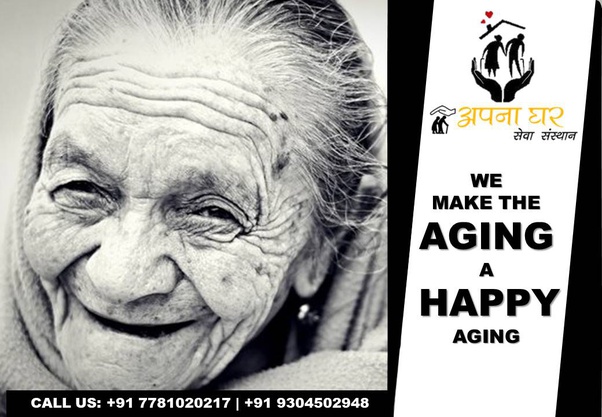 अपना घर
सेवा संस्थान
WE
MAKE THE
AGING
A
HAPPY
AGING
CALL US: +91 7781020217 | +91 9304502948